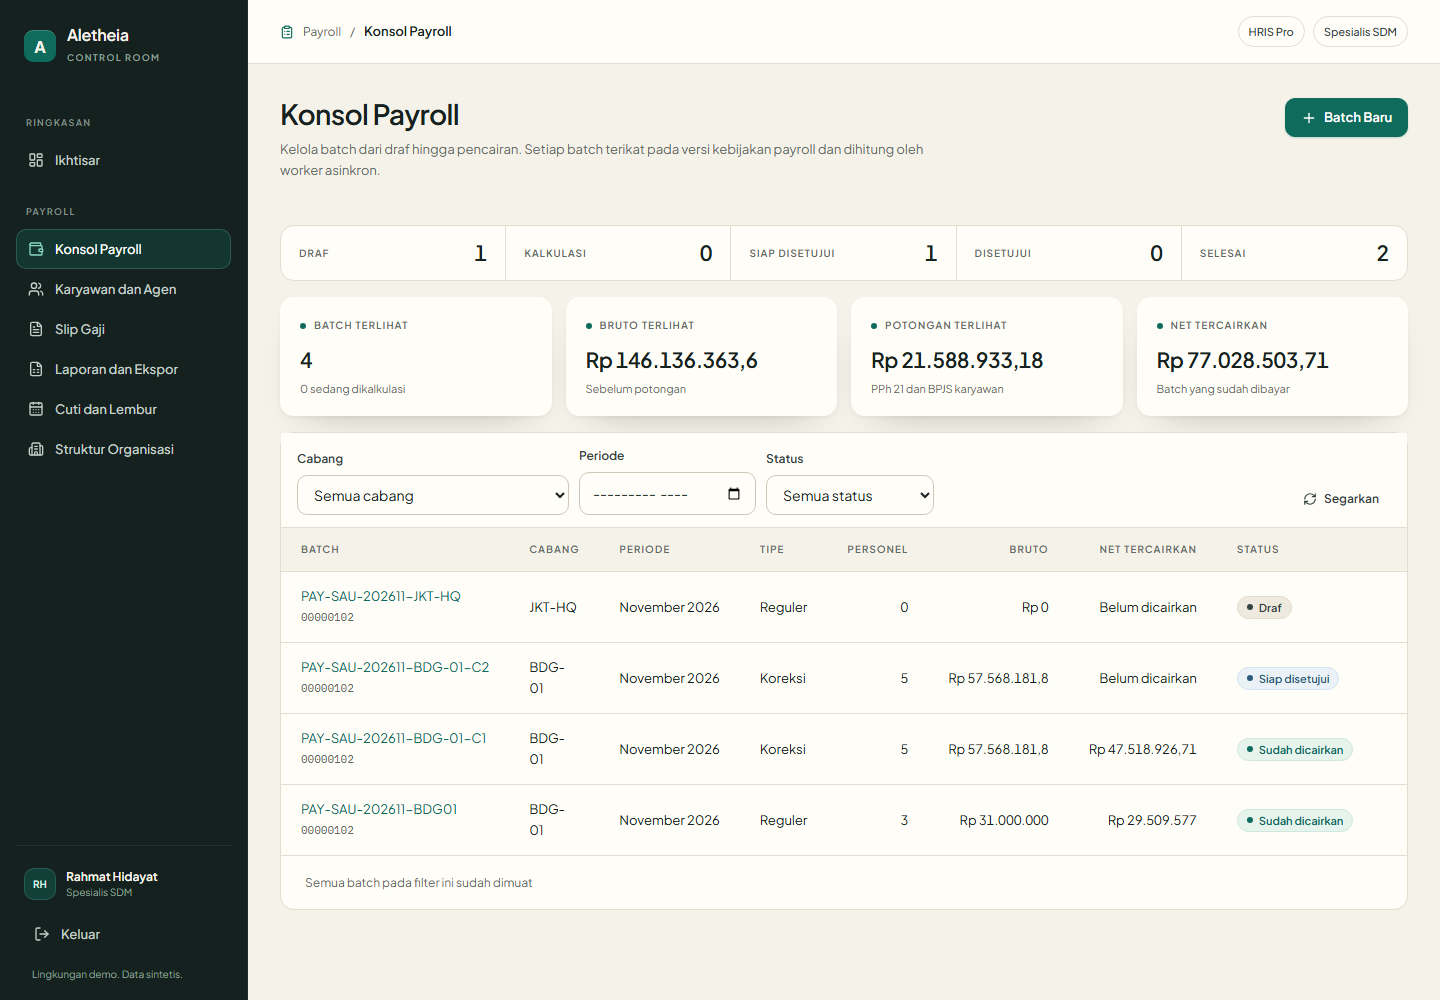 A
Aletheia
CONTROL ROOM
RINGKASAN
Ikhtisar
PAYROLL
Konsol Payroll
Karyawan dan Agen
Slip Gaji
Laporan dan Ekspor
Cuti dan Lembur
Struktur Organisasi
RH
Rahmat Hidayat
Spesialis SDM
Keluar
Lingkungan demo. Data sintetis.
Payroll / Konsol Payroll
HRIS Pro
Spesialis SDM
Konsol Payroll
Kelola batch dari draf hingga pencairan. Setiap batch terikat pada versi kebijakan payroll dan dihitung oleh
worker asinkron.
+ Batch Baru
DRAF 1
KALKULASI 0
SIAP DISETUJUI 1
DISETUJUI 0
SELESAI 2
BATCH TERLIHAT
4
0 sedang dikalkulasi
BRUTO TERLIHAT
Rp 146.136.363,6
Sebelum potongan
POTONGAN TERLIHAT
Rp 21.588.933,18
PPh 21 dan BPJS karyawan
NET TERCAIRKAN
Rp 77.028.503,71
Batch yang sudah dibayar
Cabang
Semua cabang
Periode
--------- ----
Status
Semua status
Segarkan
BATCH CABANG PERIODE TIPE PERSONEL BRUTO NET TERCAIRKAN STATUS
PAY-SAU-202611-JKT-HQ
00000102
JKT-HQ
November 2026
Reguler
0
Rp 0
Belum dicairkan
Draf
PAY-SAU-202611-BDG-01-C2
00000102
BDG-
01
November 2026
Koreksi
5
Rp 57.568.181,8
Belum dicairkan
Siap disetujui
PAY-SAU-202611-BDG-01-C1
00000102
BDG-
01
November 2026
Koreksi
5
Rp 57.568.181,8
Rp 47.518.926,71
Sudah dicairkan
PAY-SAU-202611-BDG01
00000102
BDG-
01
November 2026
Reguler
3
Rp 31.000.000
Rp 29.509.577
Sudah dicairkan
Semua batch pada filter ini sudah dimuat